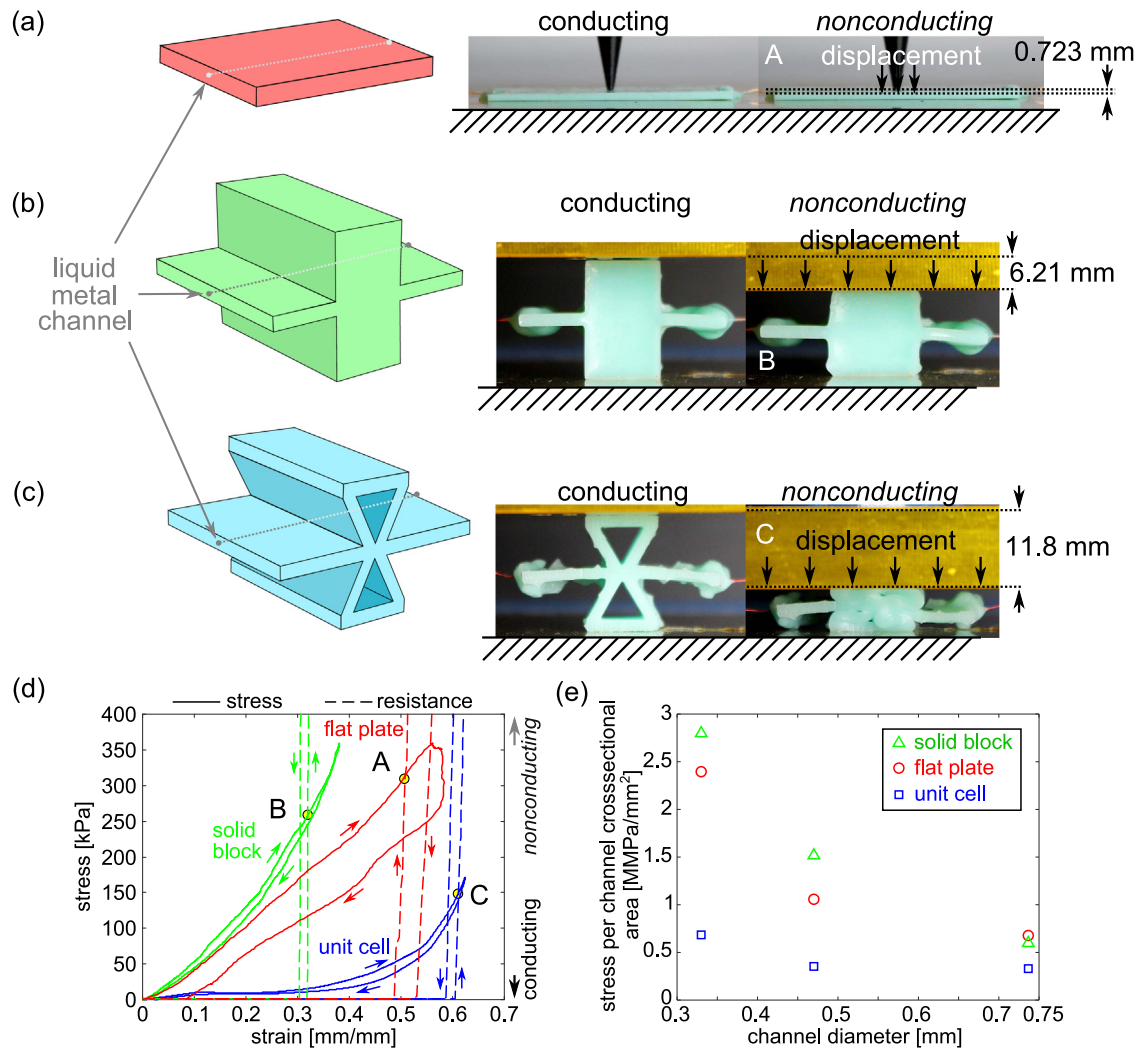 (a)
conducting
nonconducting
A
displacement
0.723 mm
(b)
conducting
nonconducting
displacement
6.21 mm
B
liquid
metal
channel
(c)
conducting
nonconducting
C
displacement
11.8 mm
(d)
stress
resistance
400
350
300
250
200
150
100
50
0
stress [kPa]
flat plate
A
B
solid
block
C
unit cell
nonconducting
conducting
0
0.1
0.2
0.3
0.4
0.5
0.6
0.7
strain [mm/mm]
(e)
stress per channel crosssectional
area [MMPa/mm²]
3
2.5
2
1.5
1
0.5
0
solid block
flat plate
unit cell
0.3
0.4
0.5
0.6
0.7
0.75
channel diameter [mm]